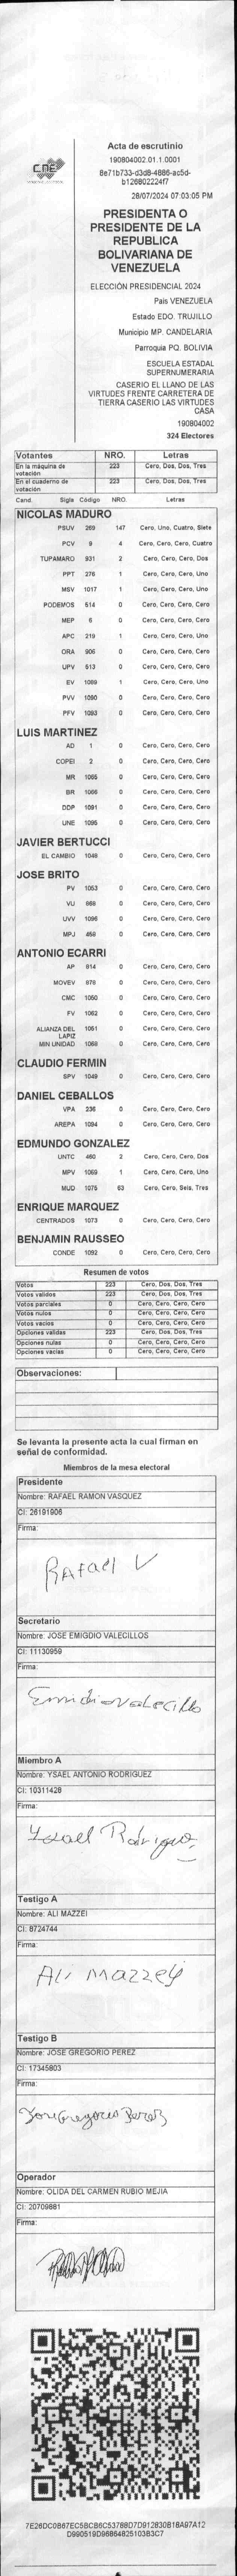 CNE
Acta de escrutinio
190804002.01.1.0001
8e71b733-d3d8-4886-ac5d-
b126802224f7
28/07/2024 07:03:05 PM
PRESIDENTA O
PRESIDENTE DE LA
REPUBLICA
BOLIVARIANA DE
VENEZUELA
ELECCIÓN PRESIDENCIAL 2024
País VENEZUELA
Estado EDO. TRUJILLO
Municipio MP. CANDELARIA
Parroquia PQ. BOLIVIA
ESCUELA ESTADAL
SUPERNUMERARIA
CASERIO EL LLANO DE LAS
VIRTUDES FRENTE CARRETERA DE
TIERRA CASERIO LAS VIRTUDES
CASA
190804002
324 Electores
Votantes NRO. Letras
En la máquina de votación 223 Cero, Dos, Dos, Tres
En el cuaderno de votación 223 Cero, Dos, Dos, Tres
Cand. Sigla Código NRO. Letras
NICOLAS MADURO
PSUV 269 147 Cero, Uno, Cuatro, Siete
PCV 9 4 Cero, Cero, Cero, Cuatro
TUPAMARO 931 2 Cero, Cero, Cero, Dos
PPT 276 1 Cero, Cero, Cero, Uno
MSV 1017 1 Cero, Cero, Cero, Uno
PODEMOS 514 0 Cero, Cero, Cero, Cero
MEP 6 0 Cero, Cero, Cero, Cero
APC 219 1 Cero, Cero, Cero, Uno
ORA 906 0 Cero, Cero, Cero, Cero
UPV 613 0 Cero, Cero, Cero, Cero
EV 1089 1 Cero, Cero, Cero, Uno
PVV 1090 0 Cero, Cero, Cero, Cero
PFV 1093 0 Cero, Cero, Cero, Cero
LUIS MARTINEZ
AD 1 0 Cero, Cero, Cero, Cero
COPEI 2 0 Cero, Cero, Cero, Cero
MR 1065 0 Cero, Cero, Cero, Cero
BR 1066 0 Cero, Cero, Cero, Cero
DDP 1091 0 Cero, Cero, Cero, Cero
UNE 1095 0 Cero, Cero, Cero, Cero
JAVIER BERTUCCI
EL CAMBIO 1048 0 Cero, Cero, Cero, Cero
JOSE BRITO
PV 1053 0 Cero, Cero, Cero, Cero
VU 868 0 Cero, Cero, Cero, Cero
UVV 1096 0 Cero, Cero, Cero, Cero
MPJ 459 0 Cero, Cero, Cero, Cero
ANTONIO ECARRI
AP 814 0 Cero, Cero, Cero, Cero
MOVEV 878 0 Cero, Cero, Cero, Cero
CMC 1050 0 Cero, Cero, Cero, Cero
FV 1062 0 Cero, Cero, Cero, Cero
ALIANZA DEL LAPIZ 1051 0 Cero, Cero, Cero, Cero
MIN UNIDAD 1068 0 Cero, Cero, Cero, Cero
CLAUDIO FERMIN
SPV 1049 0 Cero, Cero, Cero, Cero
DANIEL CEBALLOS
VPA 236 0 Cero, Cero, Cero, Cero
AREPA 1094 0 Cero, Cero, Cero, Cero
EDMUNDO GONZALEZ
UNTC 460 2 Cero, Cero, Cero, Dos
MPV 1069 1 Cero, Cero, Cero, Uno
MUD 1075 63 Cero, Cero, Seis, Tres
ENRIQUE MARQUEZ
CENTRADOS 1073 0 Cero, Cero, Cero, Cero
BENJAMIN RAUSSEO
CONDE 1092 0 Cero, Cero, Cero, Cero
Resumen de votos
Votos 223 Cero, Dos, Dos, Tres
Votos validos 223 Cero, Dos, Dos, Tres
Votos parciales 0 Cero, Cero, Cero, Cero
Votos nulos 0 Cero, Cero, Cero, Cero
Votos vacios 0 Cero, Cero, Cero, Cero
Opciones validas 223 Cero, Dos, Dos, Tres
Opciones nulas 0 Cero, Cero, Cero, Cero
Opciones vacias 0 Cero, Cero, Cero, Cero
Observaciones:
Se levanta la presente acta la cual firman en
señal de conformidad.
Miembros de la mesa electoral
Presidente
Nombre: RAFAEL RAMON VASQUEZ
CI: 26191906
Firma:
Rafael V
Secretario
Nombre: JOSE EMIGDIO VALECILLOS
CI: 11130959
Firma:
Emidio Valecillo
Miembro A
Nombre: YSAEL ANTONIO RODRIGUEZ
CI: 10311428
Firma:
Ysael Rodrigue
Testigo A
Nombre: ALI MAZZEI
CI: 8724744
Firma:
Ali Mazzey
Testigo B
Nombre: JOSE GREGORIO PEREZ
CI: 17345803
Firma:
Jose Gregorio Perez
Operador
Nombre: OLIDA DEL CARMEN RUBIO MEJIA
CI: 20709881
Firma:
7E26DC0B67EC5BCB6C53788D7D912830B18A97A12
D990519D96864825103B3C7